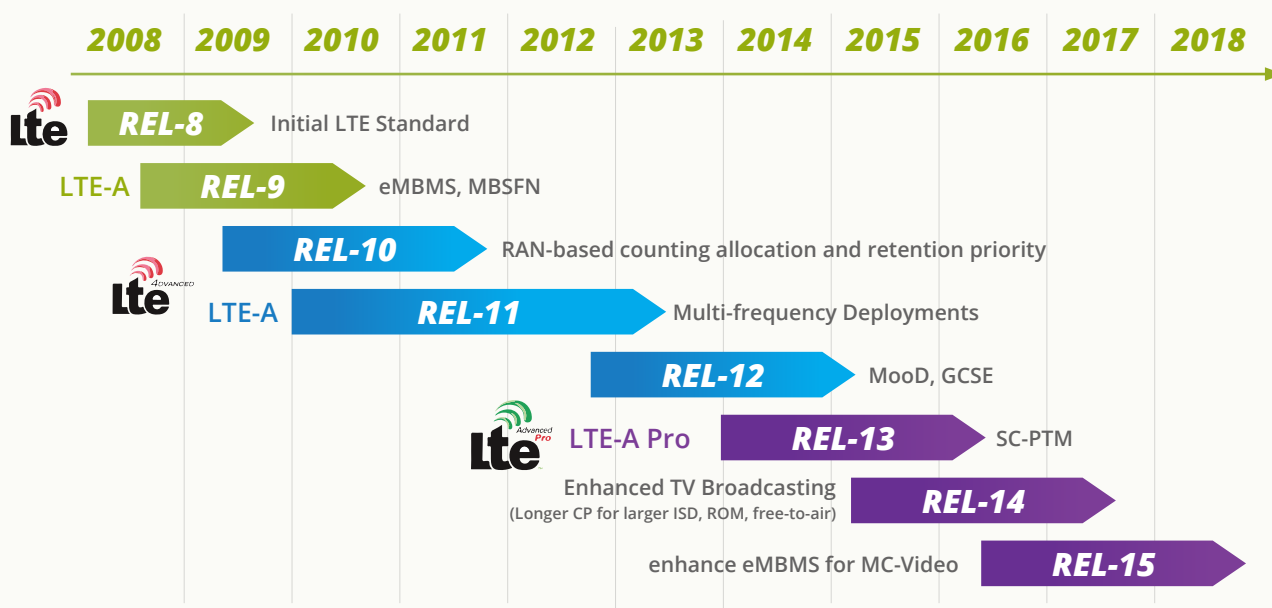 2008 2009 2010 2011 2012 2013 2014 2015 2016 2017 2018
Lte REL-8 Initial LTE Standard
LTE-A REL-9 eMBMS, MBSFN
REL-10 RAN-based counting allocation and retention priority
Lte 4DVANCED
LTE-A REL-11 Multi-frequency Deployments
REL-12 MooD, GCSE
Lte Advanced Pro
LTE-A Pro REL-13 SC-PTM
Enhanced TV Broadcasting REL-14
(Longer CP for larger ISD, ROM, free-to-air)
enhance eMBMS for MC-Video REL-15